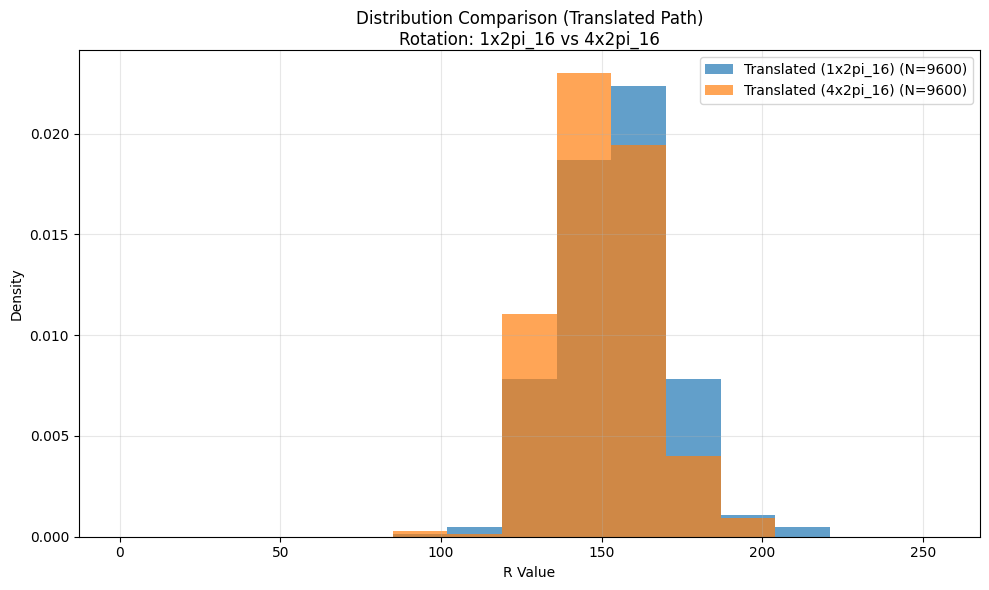 Distribution Comparison (Translated Path)
Rotation: 1x2pi_16 vs 4x2pi_16
Translated (1x2pi_16) (N=9600)
Translated (4x2pi_16) (N=9600)
Density
0.020
0.015
0.010
0.005
0.000
0 50 100 150 200 250
R Value